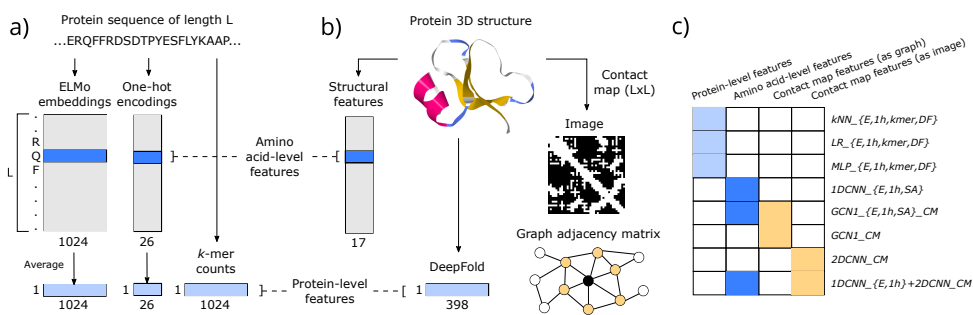 a)
Protein sequence of length L
...ERQFFRDSDTPYESFLYKAAP...
ELMo
embeddings
One-hot
encodings
L
.
.
R
Q
F
.
.
.
.
1024
26
Amino
acid-level
features
Average
k-mer
counts
1
1024
1
26
1
1024
Protein-level
features
b)
Protein 3D structure
Structural
features
17
Contact
map (LxL)
Image
Graph adjacency matrix
DeepFold
1
398
c)
Protein-level features
Amino acid-level features
Contact map features (as graph)
Contact map features (as image)
kNN_{E,1h,kmer,DF}
LR_{E,1h,kmer,DF}
MLP_{E,1h,kmer,DF}
1DCNN_{E,1h,SA}
GCN1_{E,1h,SA}_CM
GCN1_CM
2DCNN_CM
1DCNN_{E,1h}+2DCNN_CM